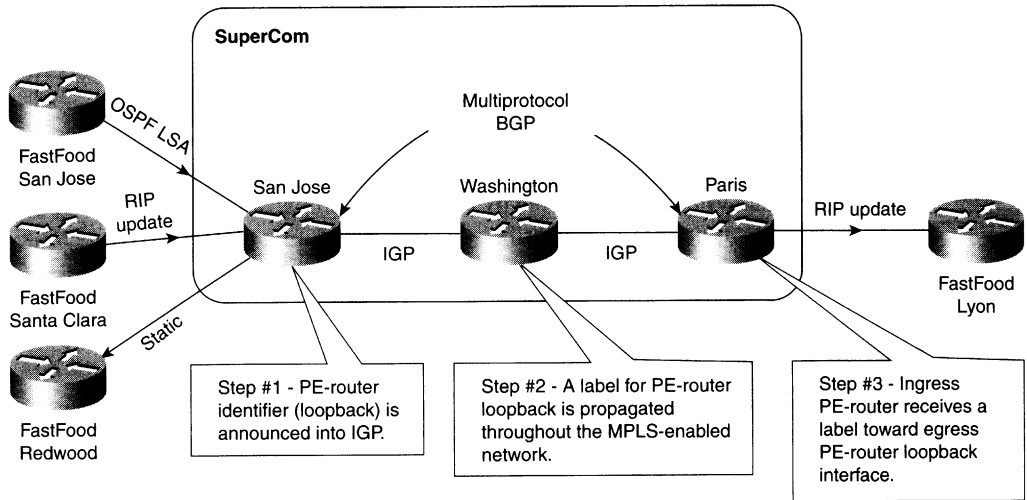 SuperCom
Multiprotocol
BGP
OSPF LSA
FastFood
San Jose
San Jose
Washington
Paris
RIP
update
RIP update
IGP
IGP
FastFood
Santa Clara
FastFood
Lyon
Static
FastFood
Redwood
Step #1 - PE-router
identifier (loopback) is
announced into IGP.
Step #2 - A label for PE-router
loopback is propagated
throughout the MPLS-enabled
network.
Step #3 - Ingress
PE-router receives a
label toward egress
PE-router loopback
interface.